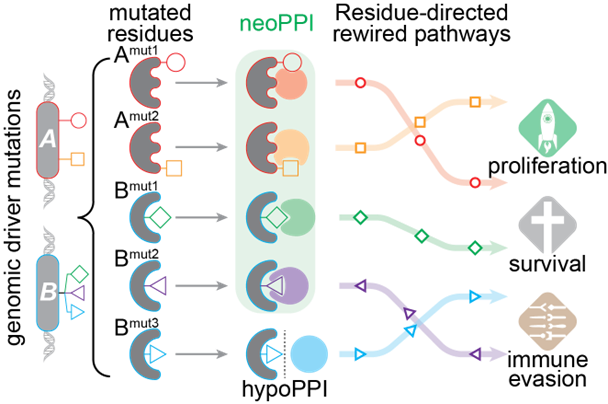 mutated
residues
neoPPI
Residue-directed
rewired pathways
genomic driver mutations
A
B
Amut1
Amut2
Bmut1
Bmut2
Bmut3
hypoPPI
proliferation
survival
immune
evasion